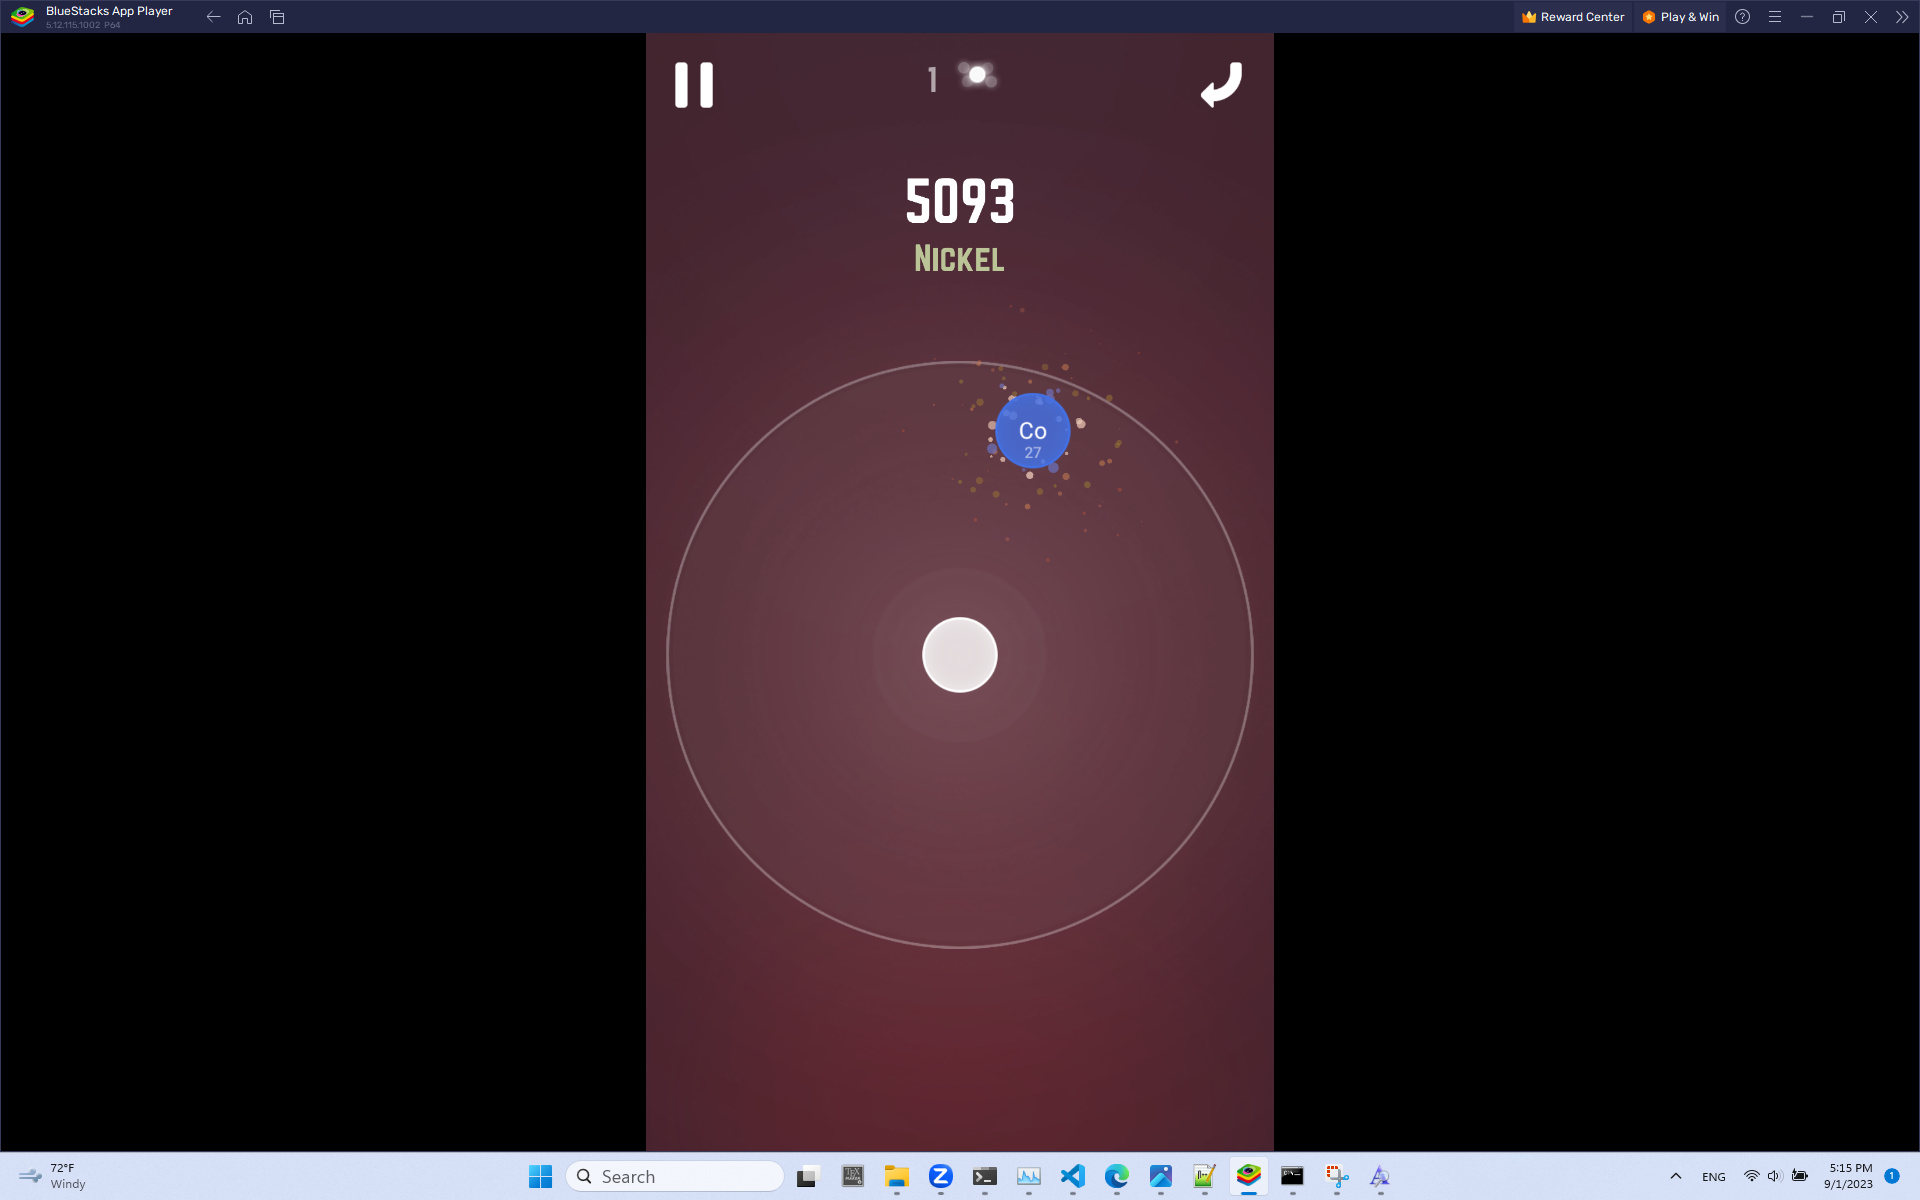 BlueStacks App Player
5.12.115.1002 P64
Reward Center
Play & Win
1
5093
NICKEL
Co
27
72°F
Windy
Search
ENG
5:15 PM
9/1/2023
1